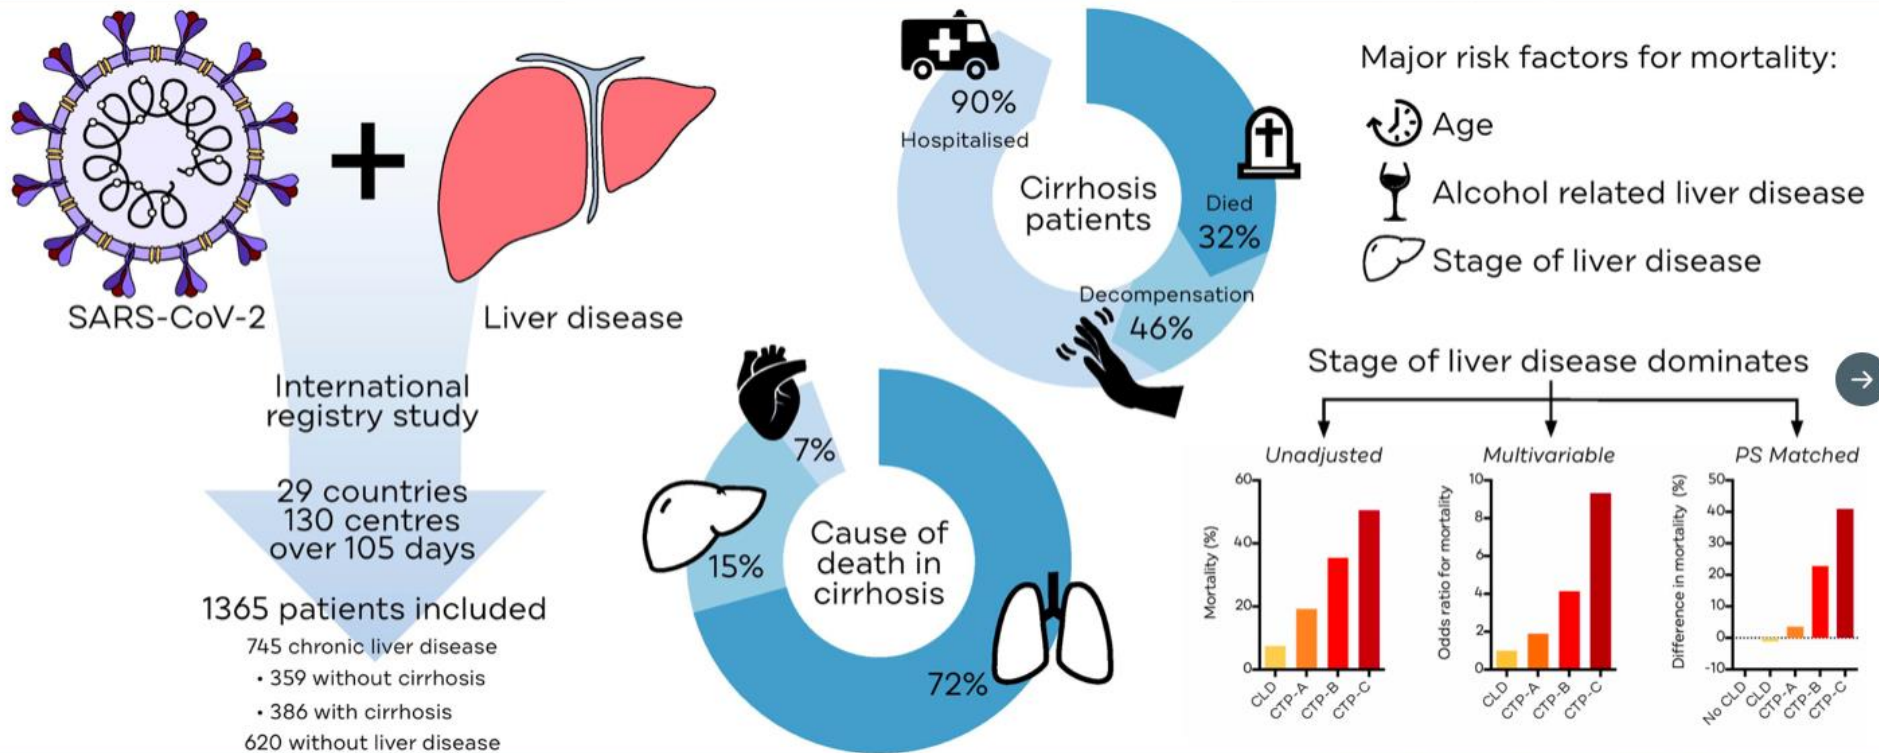 SARS-CoV-2
Liver disease
International
registry study
29 countries
130 centres
over 105 days
1365 patients included
745 chronic liver disease
• 359 without cirrhosis
• 386 with cirrhosis
620 without liver disease
90%
Hospitalised
Cirrhosis
patients
Died
32%
Decompensation
46%
7%
15%
Cause of
death in
cirrhosis
72%
Major risk factors for mortality:
Age
Alcohol related liver disease
Stage of liver disease
Stage of liver disease dominates
Unadjusted
Mortality (%)
60
40
20
0
CLD
CTP-A
CTP-B
CTP-C
Multivariable
Odds ratio for mortality
10
8
6
4
2
0
CLD
CTP-A
CTP-B
CTP-C
PS Matched
Difference in mortality (%)
50
40
30
20
10
0
-10
No CLD
CLD
CTP-A
CTP-B
CTP-C